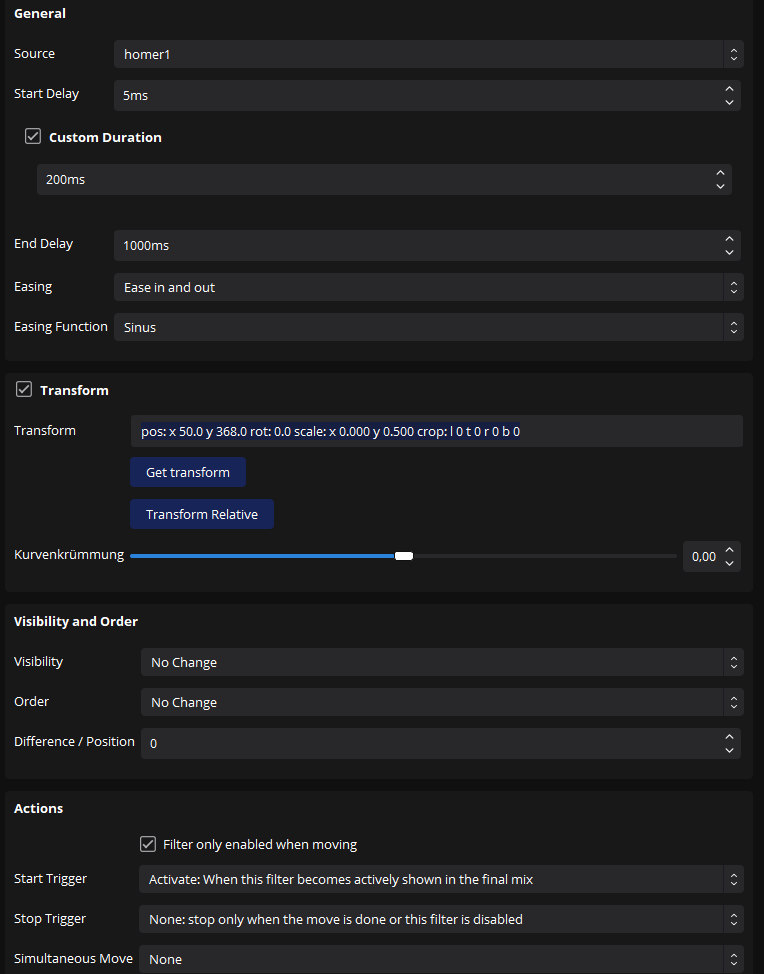 General
Source homer1
Start Delay 5ms
Custom Duration
200ms
End Delay 1000ms
Easing Ease in and out
Easing Function Sinus
Transform
Transform pos: x 50.0 y 368.0 rot: 0.0 scale: x 0.000 y 0.500 crop: l 0 t 0 r 0 b 0
Get transform
Transform Relative
Kurvenkrümmung 0,00
Visibility and Order
Visibility No Change
Order No Change
Difference / Position 0
Actions
Filter only enabled when moving
Start Trigger Activate: When this filter becomes actively shown in the final mix
Stop Trigger None: stop only when the move is done or this filter is disabled
Simultaneous Move None